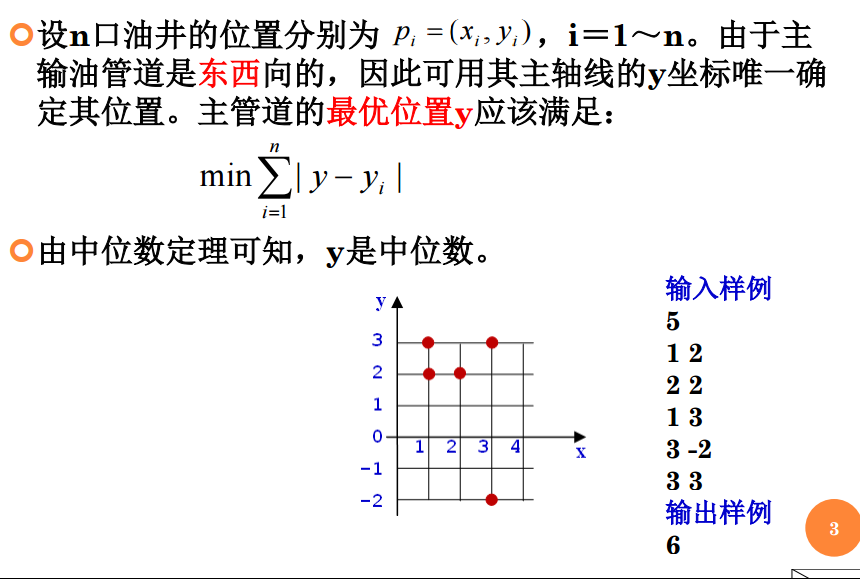 设n口油井的位置分别为 pᵢ = (xᵢ, yᵢ)，i＝1～n。由于主
输油管道是东西向的，因此可用其主轴线的y坐标唯一确
定其位置。主管道的最优位置y应该满足：
n
min ∑ | y − yᵢ |
i=1
由中位数定理可知，y是中位数。
y
3
2
1
0
1 2 3 4
x
−1
−2
输入样例
5
1 2
2 2
1 3
3 -2
3 3
输出样例
6
3